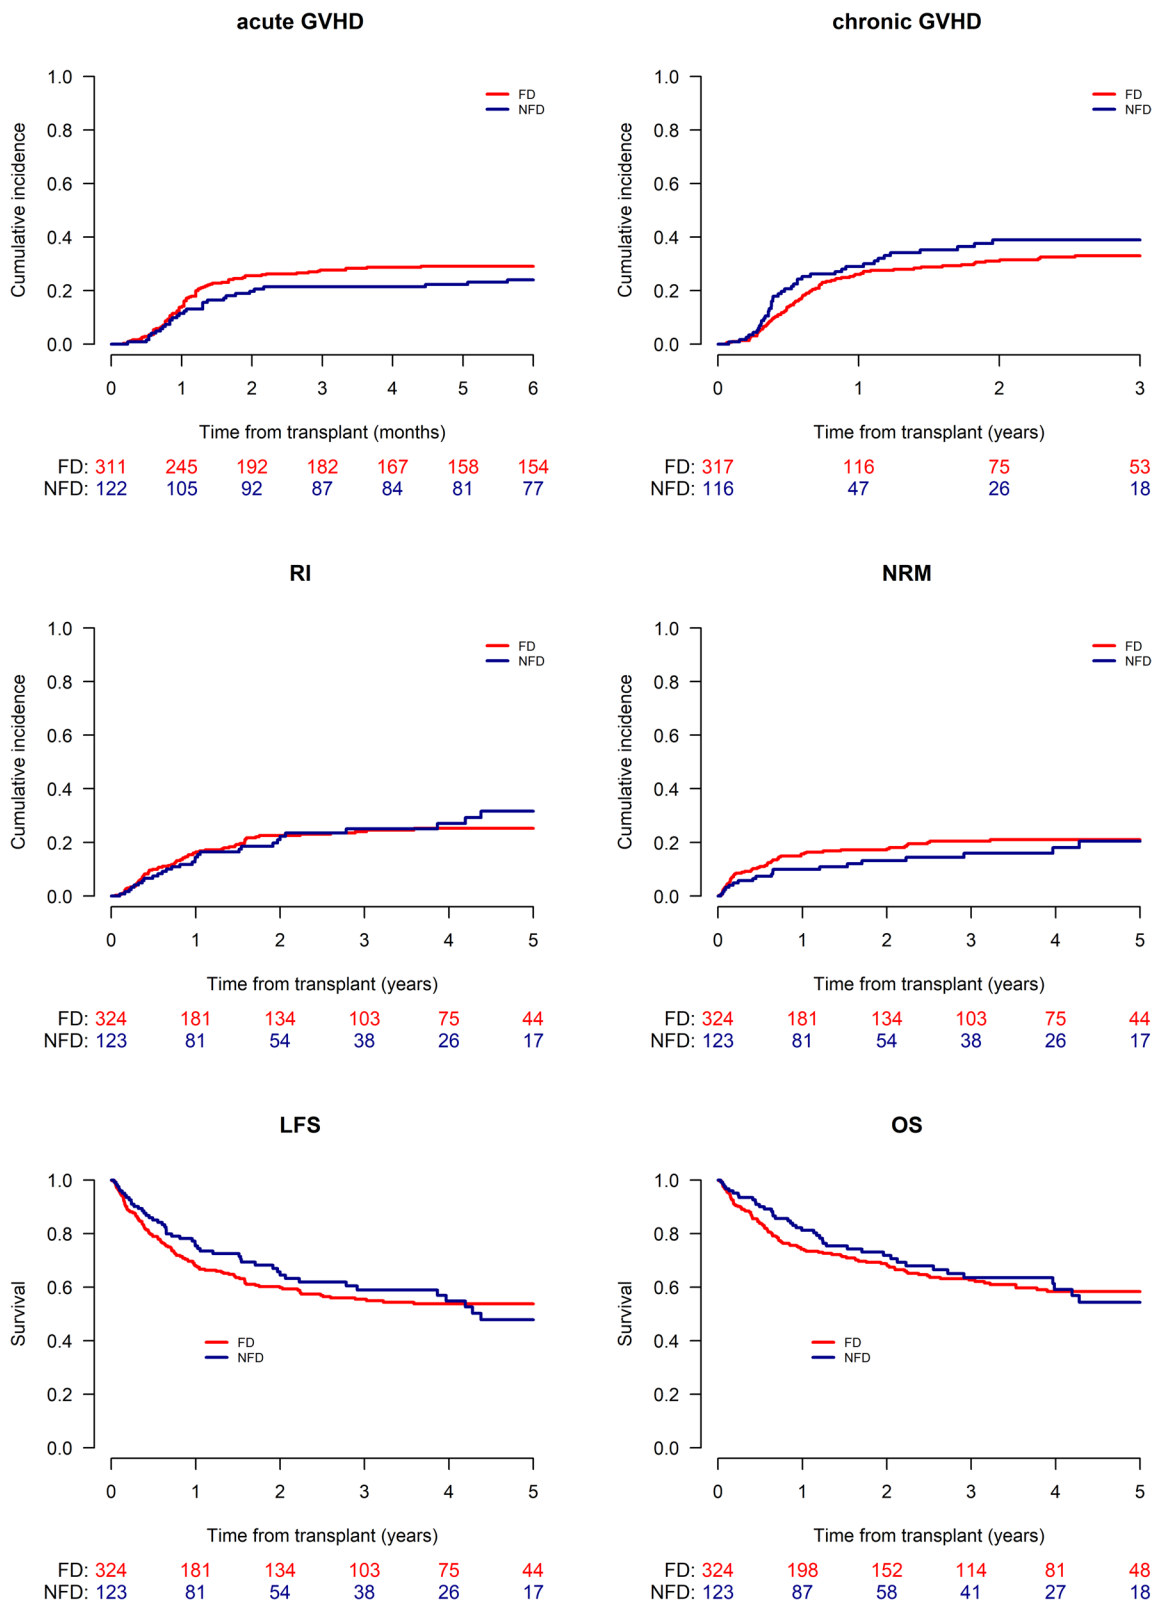 acute GVHD
Cumulative incidence
1.0
0.8
0.6
0.4
0.2
0.0
FD
NFD
0 1 2 3 4 5 6
Time from transplant (months)
FD: 311 245 192 182 167 158 154
NFD: 122 105 92 87 84 81 77
chronic GVHD
Cumulative incidence
1.0
0.8
0.6
0.4
0.2
0.0
FD
NFD
0 1 2 3
Time from transplant (years)
FD: 317 116 75 53
NFD: 116 47 26 18
RI
Cumulative incidence
1.0
0.8
0.6
0.4
0.2
0.0
FD
NFD
0 1 2 3 4 5
Time from transplant (years)
FD: 324 181 134 103 75 44
NFD: 123 81 54 38 26 17
NRM
Cumulative incidence
1.0
0.8
0.6
0.4
0.2
0.0
FD
NFD
0 1 2 3 4 5
Time from transplant (years)
FD: 324 181 134 103 75 44
NFD: 123 81 54 38 26 17
LFS
Survival
1.0
0.8
0.6
0.4
0.2
0.0
FD
NFD
0 1 2 3 4 5
Time from transplant (years)
FD: 324 181 134 103 75 44
NFD: 123 81 54 38 26 17
OS
Survival
1.0
0.8
0.6
0.4
0.2
0.0
FD
NFD
0 1 2 3 4 5
Time from transplant (years)
FD: 324 198 152 114 81 48
NFD: 123 87 58 41 27 18